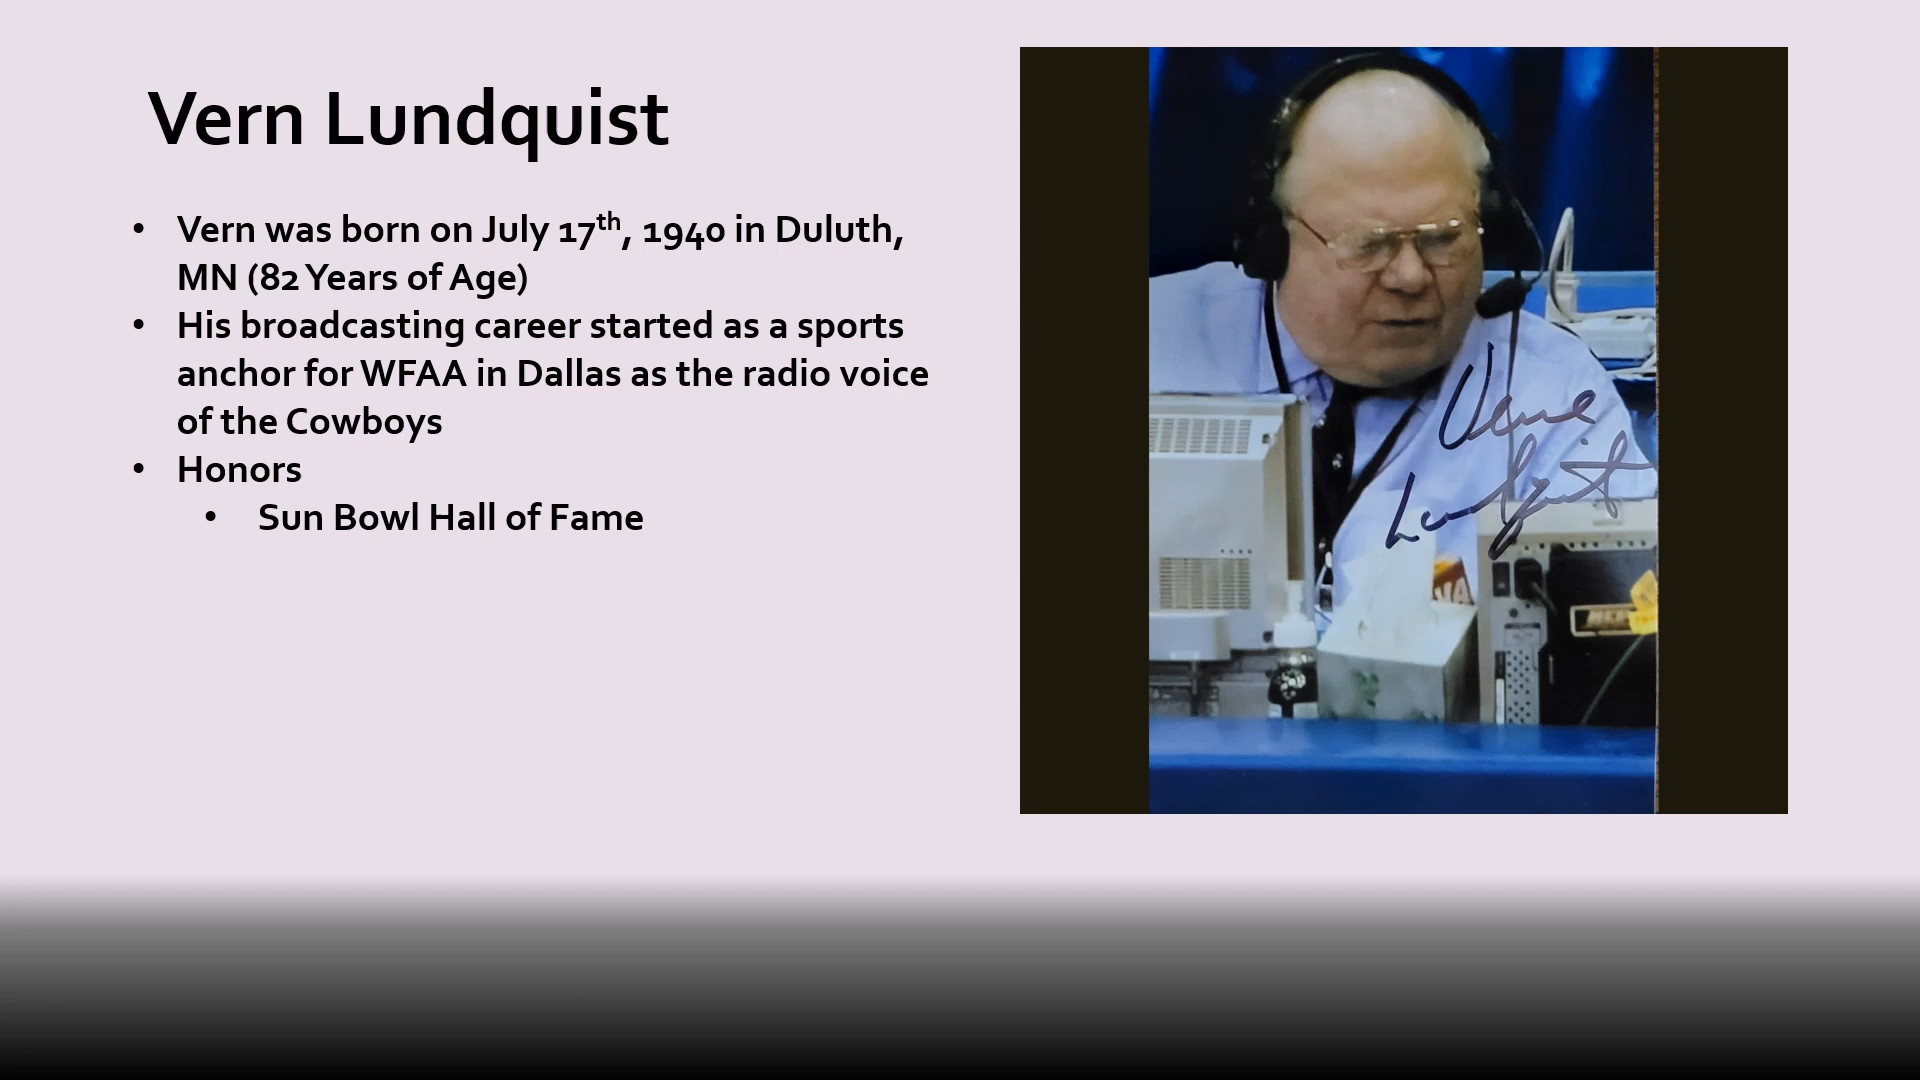 Vern Lundquist
• Vern was born on July 17th, 1940 in Duluth,
MN (82 Years of Age)
• His broadcasting career started as a sports
anchor for WFAA in Dallas as the radio voice
of the Cowboys
• Honors
• Sun Bowl Hall of Fame
Verne
Lundquist